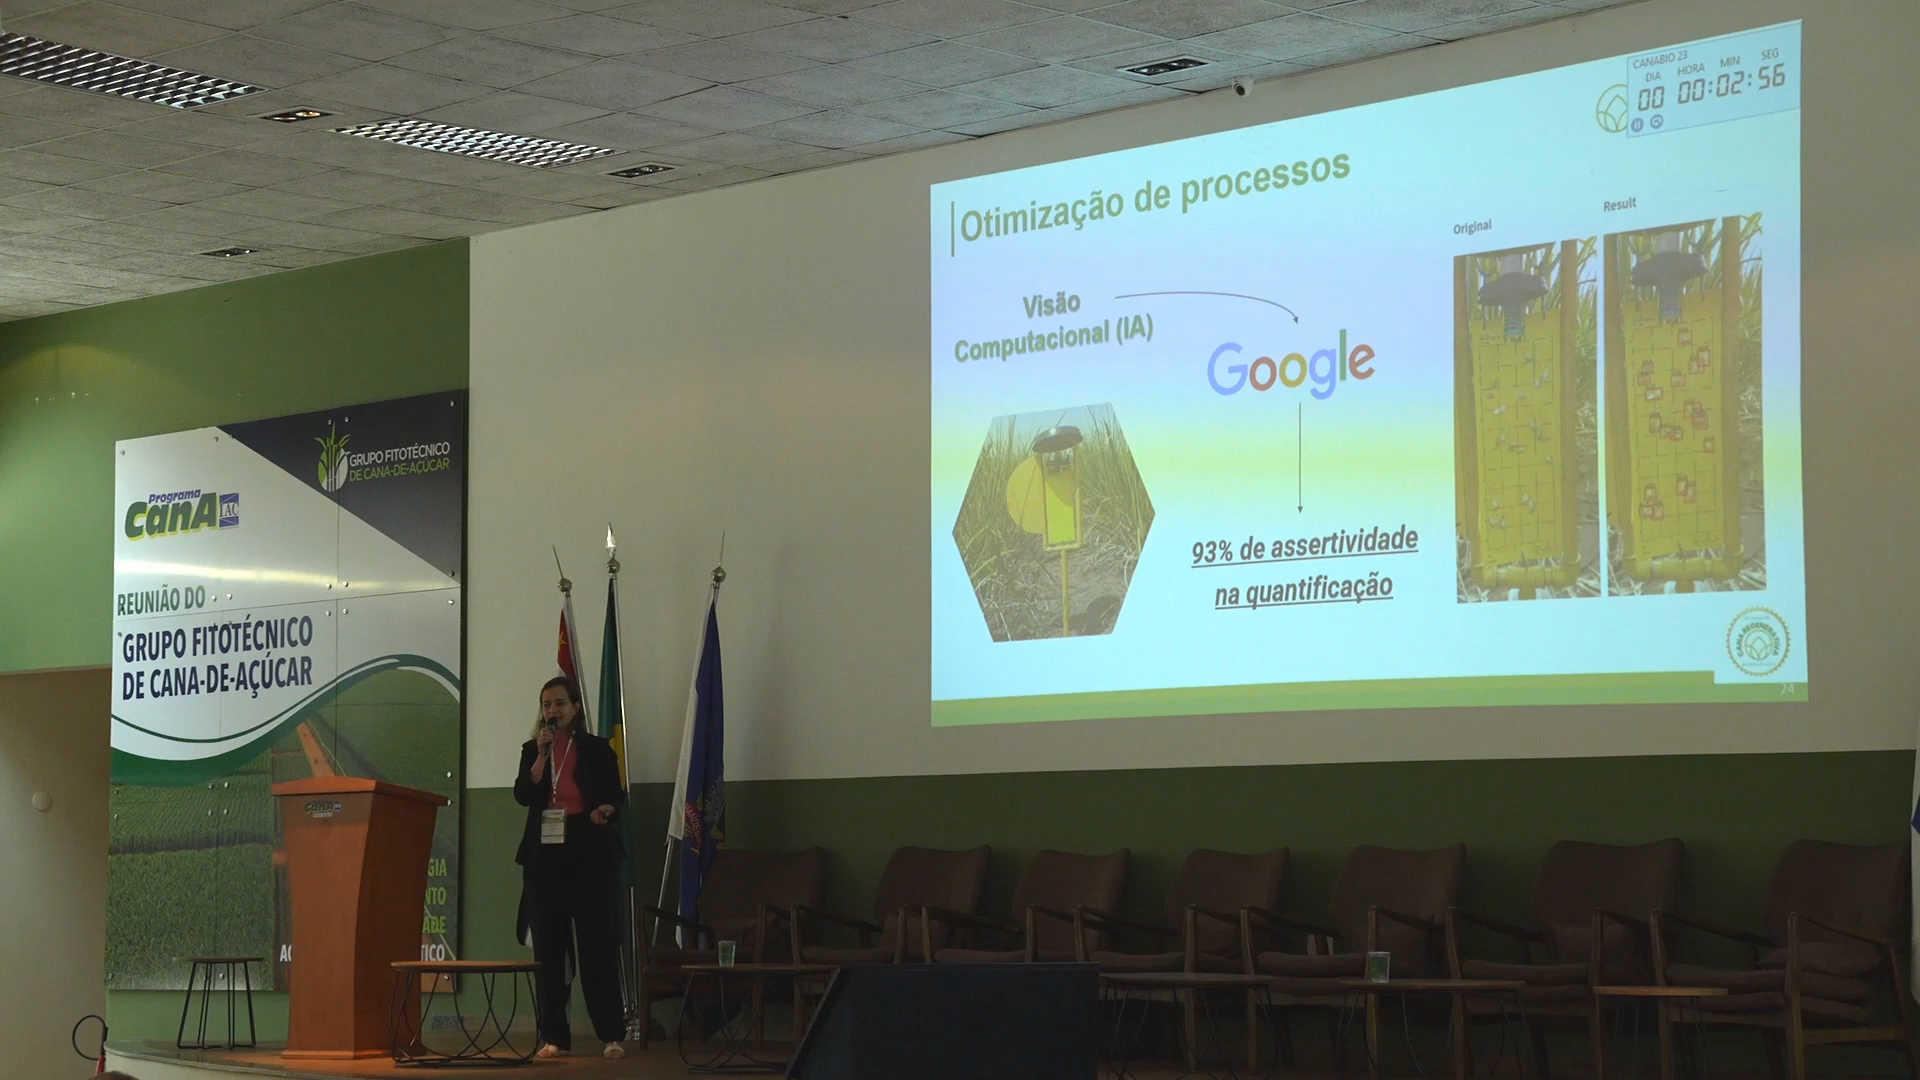 CANABIO 23
DIA HORA MIN SEG
00 00:02:56
Otimização de processos
Original
Result
Visão
Computacional (IA)
Google
93% de assertividade
na quantificação
CANA REGENERATIVA
24
GRUPO FITOTÉCNICO
DE CANA-DE-AÇÚCAR
Programa
CanA IAC
REUNIÃO DO
GRUPO FITOTÉCNICO
DE CANA-DE-AÇÚCAR
CanA